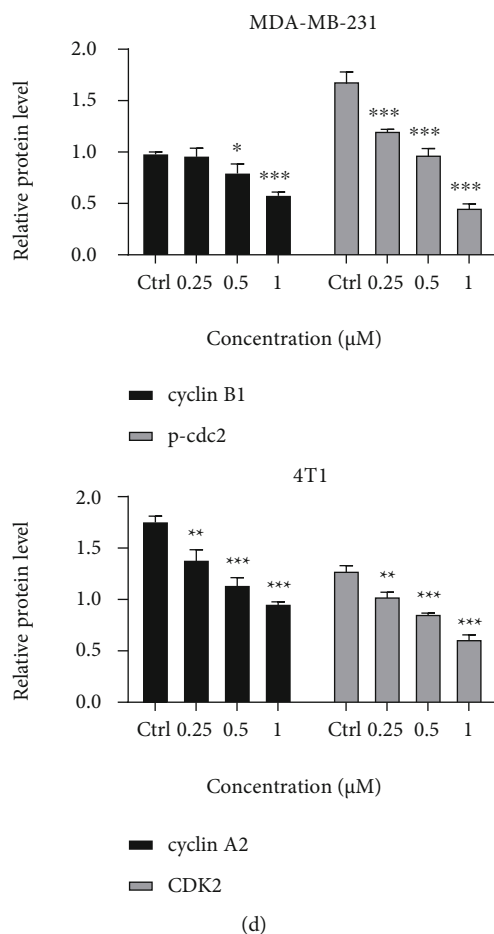 MDA-MB-231
Relative protein level
2.0
1.5
1.0
0.5
0.0
* *** *** *** ***
Ctrl 0.25 0.5 1 Ctrl 0.25 0.5 1
Concentration (μM)
cyclin B1
p-cdc2
4T1
Relative protein level
2.0
1.5
1.0
0.5
0.0
** *** *** ** *** ***
Ctrl 0.25 0.5 1 Ctrl 0.25 0.5 1
Concentration (μM)
cyclin A2
CDK2
(d)